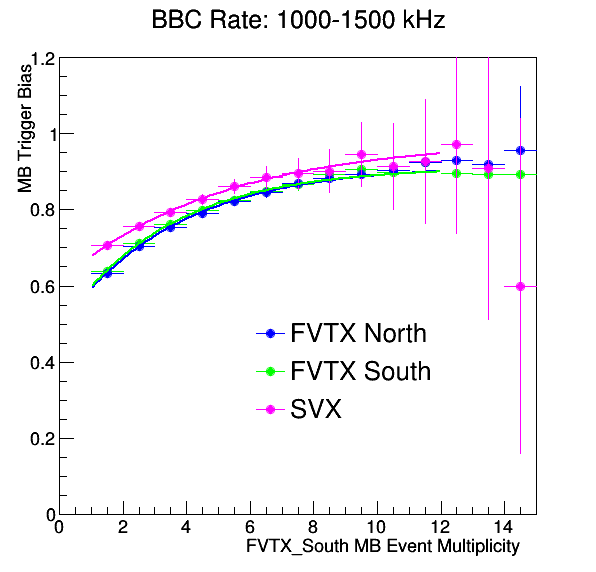 BBC Rate: 1000-1500 kHz
MB Trigger Bias
1.2
1
0.8
0.6
0.4
0.2
0
FVTX North
FVTX South
SVX
0 2 4 6 8 10 12 14
FVTX_South MB Event Multiplicity